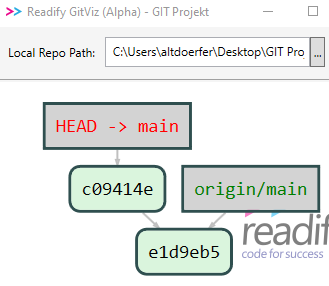 Readify GitViz (Alpha) - GIT Projekt
Local Repo Path: C:\Users\altdoerfer\Desktop\GIT Proj ...
HEAD -> main
c09414e origin/main
e1d9eb5
readif
code for success